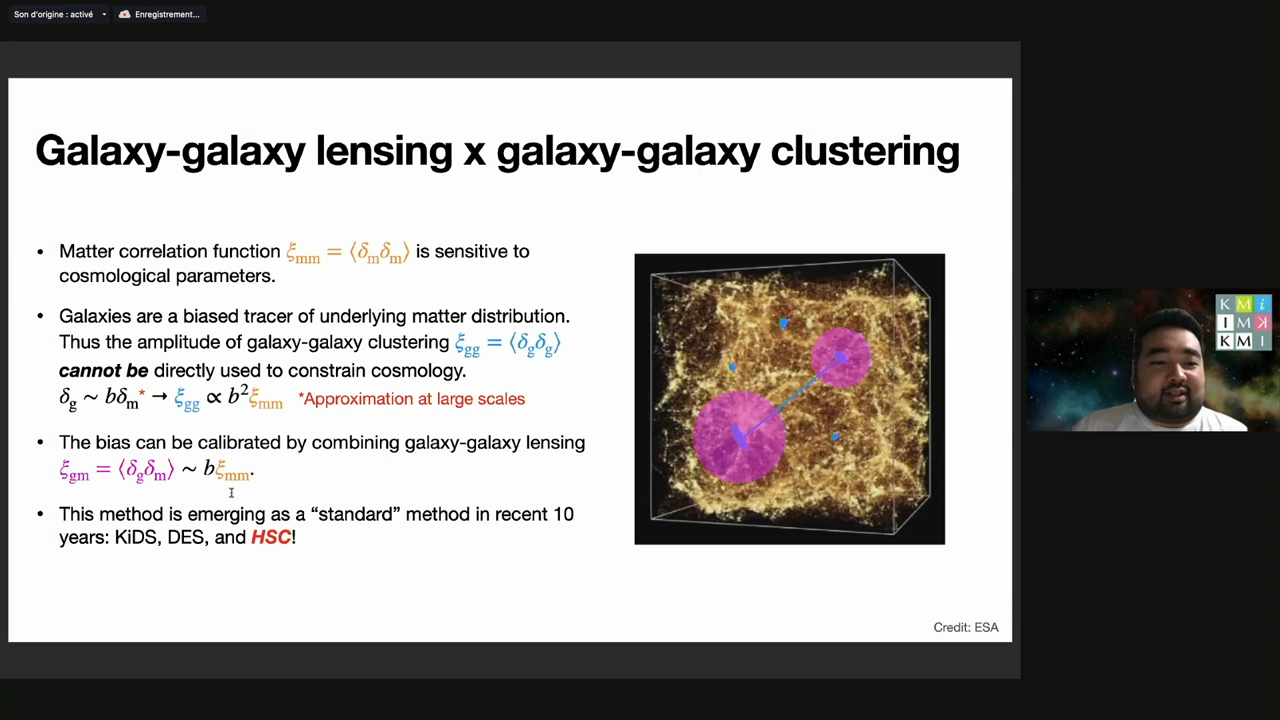 Son d'origine : activé
Enregistrement...
Galaxy-galaxy lensing x galaxy-galaxy clustering
• Matter correlation function ξmm = ⟨δmδm⟩ is sensitive to
cosmological parameters.
• Galaxies are a biased tracer of underlying matter distribution.
Thus the amplitude of galaxy-galaxy clustering ξgg = ⟨δgδg⟩
cannot be directly used to constrain cosmology.
δg ~ bδm* → ξgg ∝ b²ξmm *Approximation at large scales
• The bias can be calibrated by combining galaxy-galaxy lensing
ξgm = ⟨δgδm⟩ ~ bξmm.
• This method is emerging as a “standard” method in recent 10
years: KiDS, DES, and HSC!
Credit: ESA
K M i
I M K
K M I